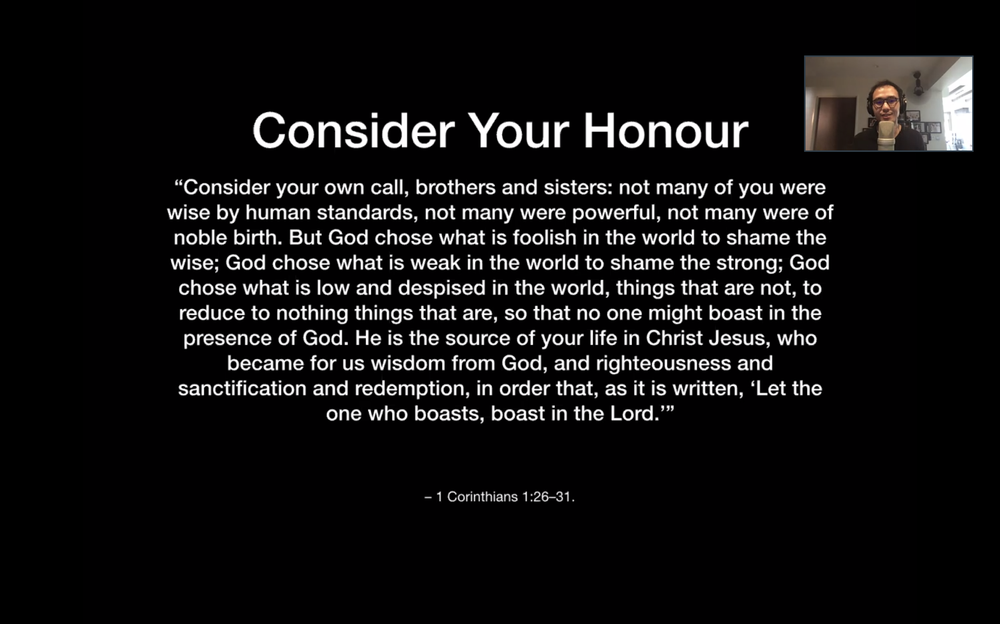 Consider Your Honour
“Consider your own call, brothers and sisters: not many of you were
wise by human standards, not many were powerful, not many were of
noble birth. But God chose what is foolish in the world to shame the
wise; God chose what is weak in the world to shame the strong; God
chose what is low and despised in the world, things that are not, to
reduce to nothing things that are, so that no one might boast in the
presence of God. He is the source of your life in Christ Jesus, who
became for us wisdom from God, and righteousness and
sanctification and redemption, in order that, as it is written, ‘Let the
one who boasts, boast in the Lord.’”
– 1 Corinthians 1:26–31.